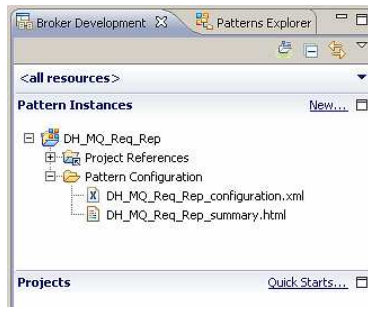 Broker Development Patterns Explorer
<all resources>
Pattern Instances New...
DH_MQ_Req_Rep
Project References
Pattern Configuration
DH_MQ_Req_Rep_configuration.xml
DH_MQ_Req_Rep_summary.html
Projects Quick Starts...